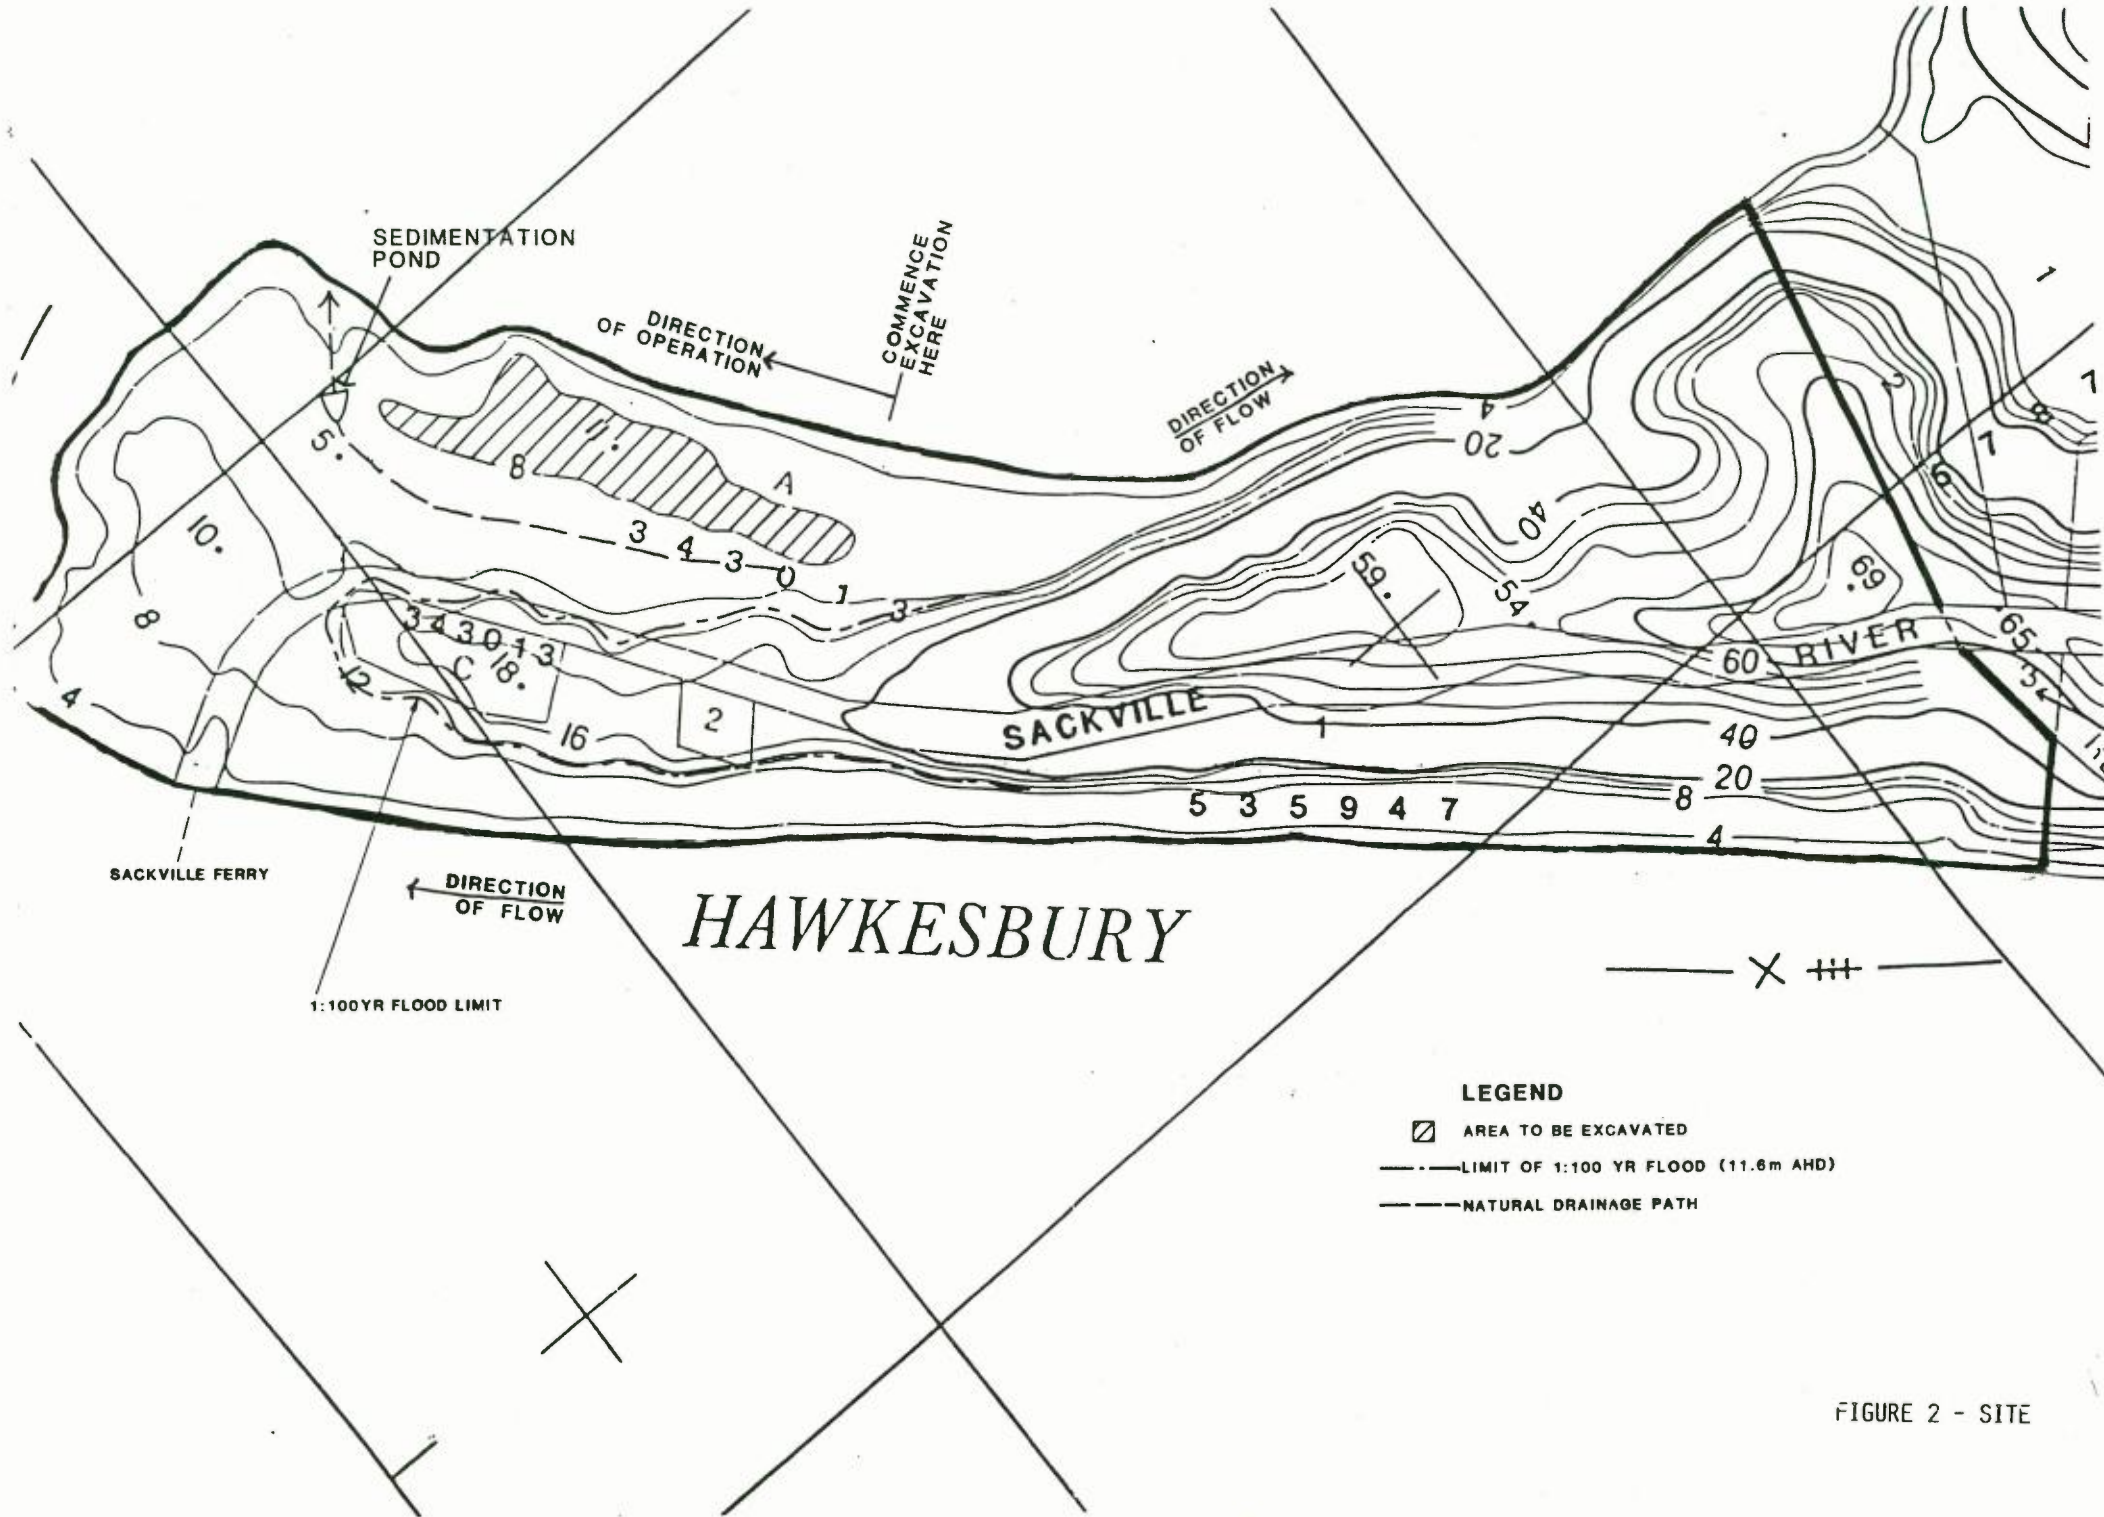 SEDIMENTATION
POND
DIRECTION
OF OPERATION
COMMENCE
EXCAVATION
HERE
DIRECTION
OF FLOW
4
20
40
59.
54.
69.
65.
60
2
1
7
8
7
6
3
5.
11.
8
A
3 4 3 0 1 3
10.
8
4
343013
C
18.
12
16
2
SACKVILLE
RIVER
1
40
20
8
4
5 3 5 9 4 7
SACKVILLE FERRY
DIRECTION
OF FLOW
HAWKESBURY
1:100YR FLOOD LIMIT
LEGEND
AREA TO BE EXCAVATED
LIMIT OF 1:100 YR FLOOD (11.6m AHD)
NATURAL DRAINAGE PATH
FIGURE 2 - SITE